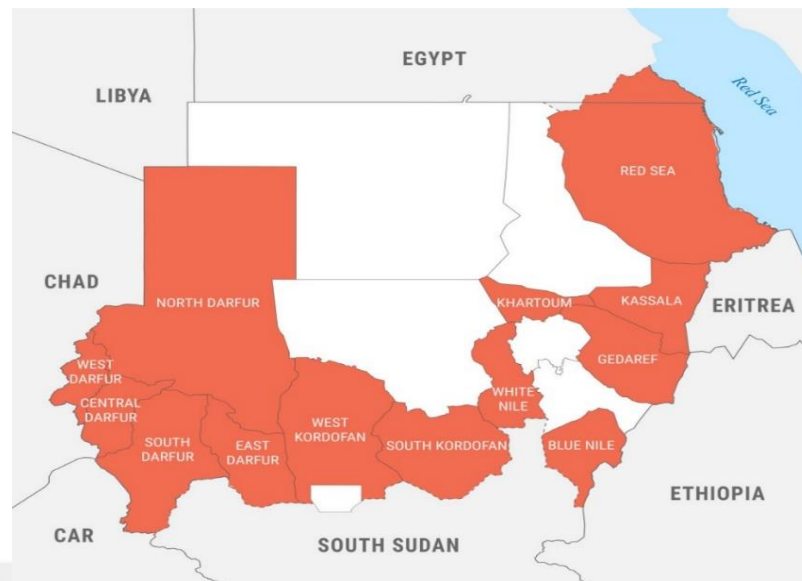 EGYPT
LIBYA
Red Sea
RED SEA
CHAD
NORTH DARFUR
KHARTOUM
KASSALA
ERITREA
GEDAREF
WEST
DARFUR
CENTRAL
DARFUR
SOUTH
DARFUR
EAST
DARFUR
WEST
KORDOFAN
SOUTH KORDOFAN
WHITE
NILE
BLUE NILE
ETHIOPIA
CAR
SOUTH SUDAN